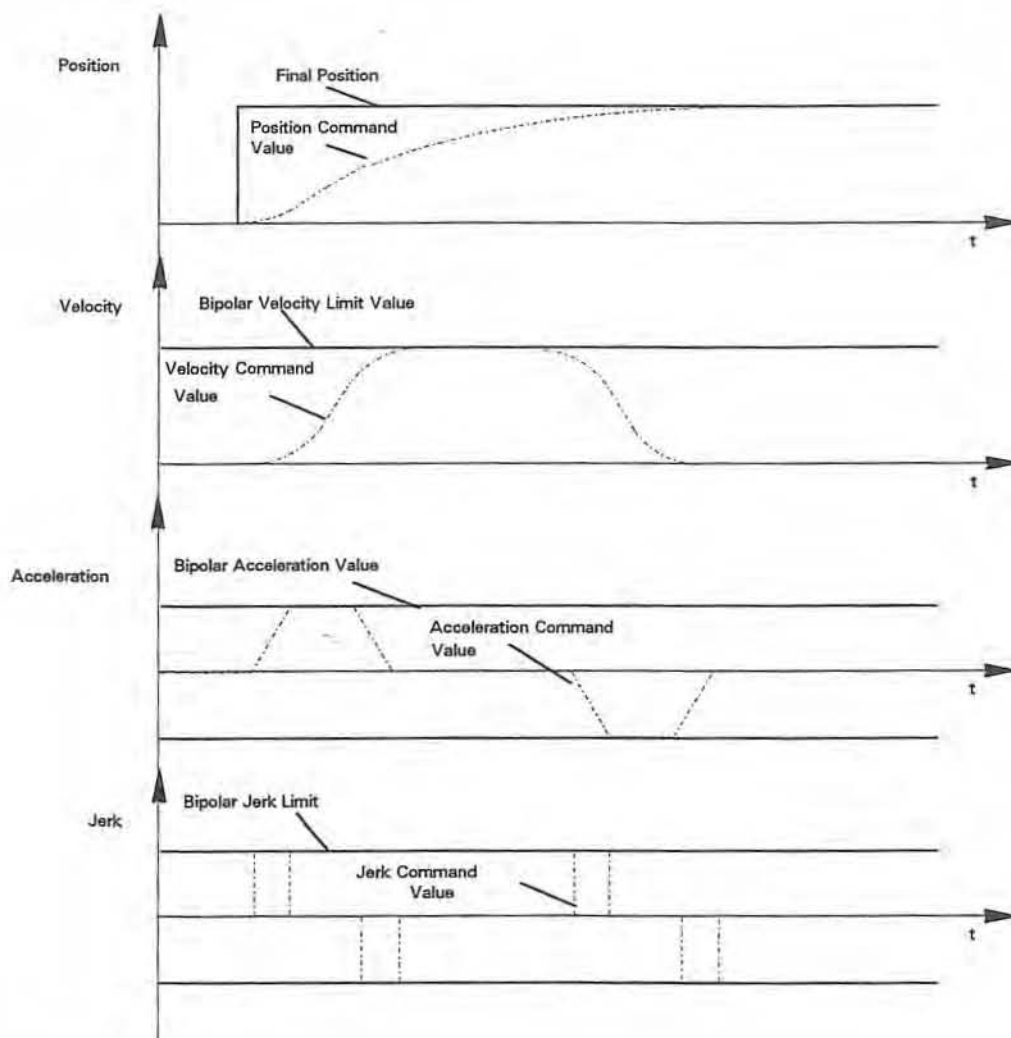 Position
Final Position
Position Command
Value
t
Velocity
Bipolar Velocity Limit Value
Velocity Command
Value
t
Acceleration
Bipolar Acceleration Value
Acceleration Command
Value
t
Jerk
Bipolar Jerk Limit
Jerk Command
Value
t